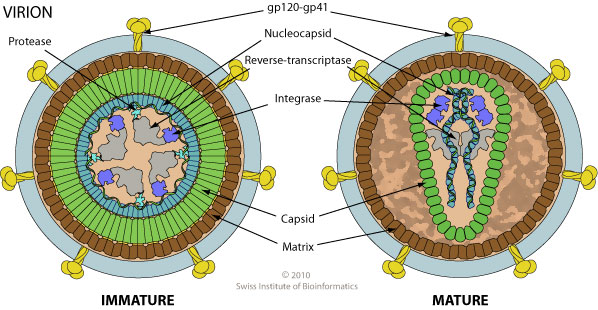 VIRION
gp120-gp41
Protease
Nucleocapsid
Reverse-transcriptase
Integrase
Capsid
Matrix
© 2010
Swiss Institute of Bioinformatics
IMMATURE
MATURE